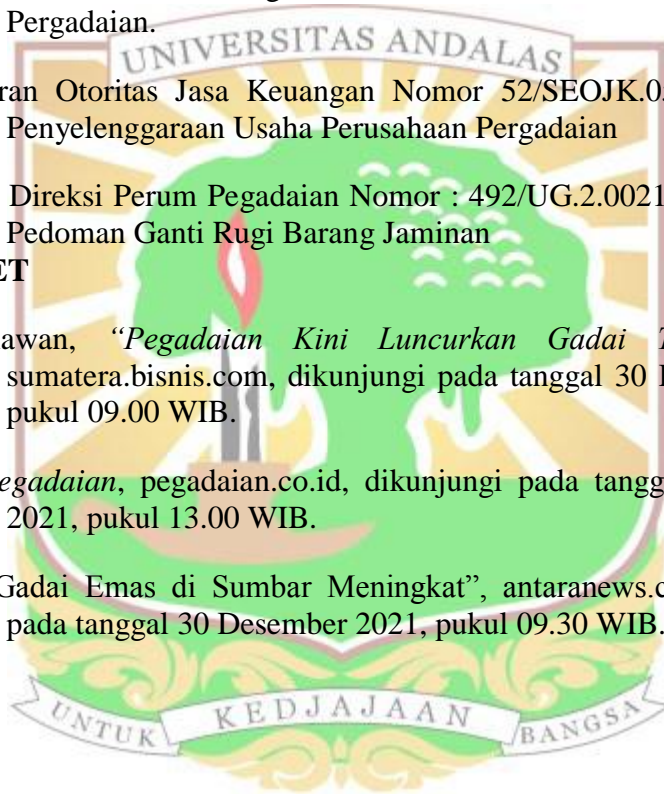 Pergadaian.
UNIVERSITAS ANDALAS
ran Otoritas Jasa Keuangan Nomor 52/SEOJK.0
Penyelenggaraan Usaha Perusahaan Pergadaian
Direksi Perum Pegadaian Nomor : 492/UG.2.0021
Pedoman Ganti Rugi Barang Jaminan
ET
awan, “Pegadaian Kini Luncurkan Gadai T
sumatera.bisnis.com, dikunjungi pada tanggal 30
pukul 09.00 WIB.
egadaian, pegadaian.co.id, dikunjungi pada tangg
2021, pukul 13.00 WIB.
Gadai Emas di Sumbar Meningkat”, antaranews.c
pada tanggal 30 Desember 2021, pukul 09.30 WIB.
UNTUK KEDJAJAAN BANGSA